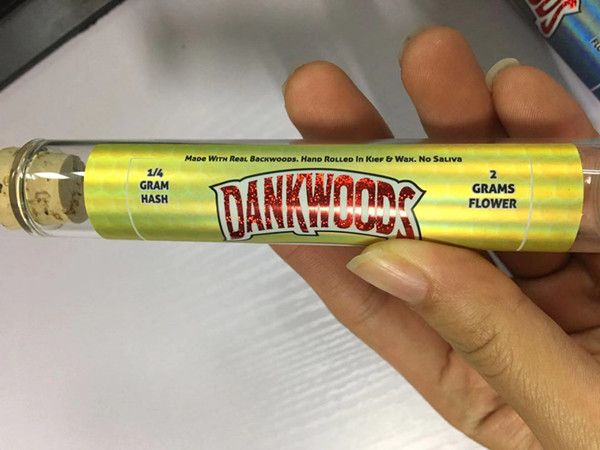 Made With Real Backwoods. Hand Rolled In Kief & Wax. No Saliva
1/4
GRAM
HASH
DANKWOODS
2
GRAMS
FLOWER